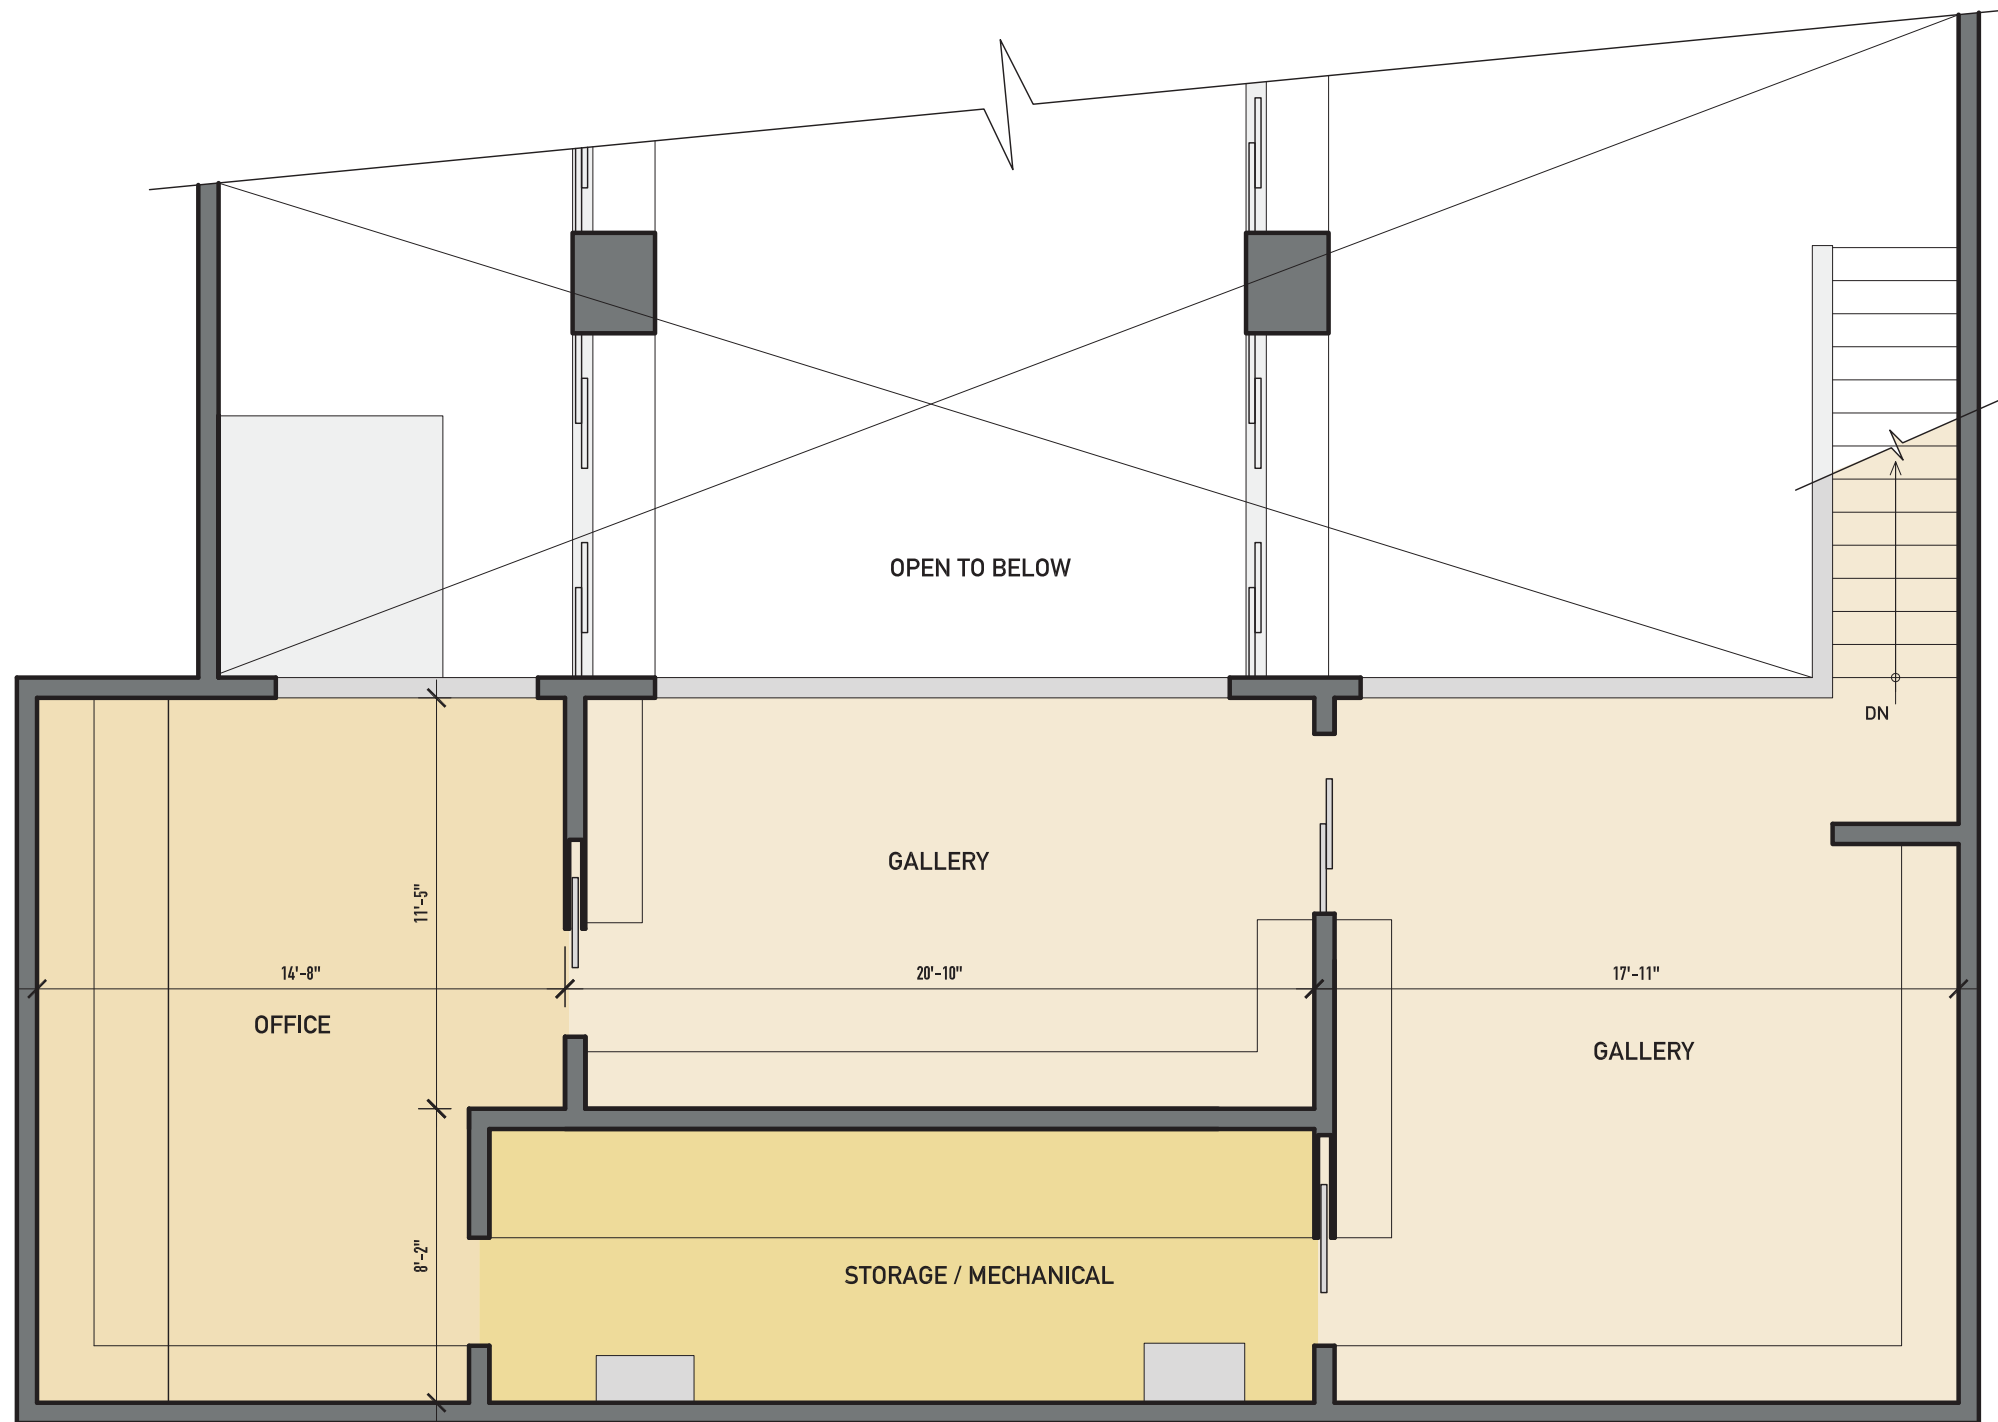 OPEN TO BELOW
DN
GALLERY
11'-5"
14'-8"
20'-10"
17'-11"
OFFICE
GALLERY
8'-2"
STORAGE / MECHANICAL